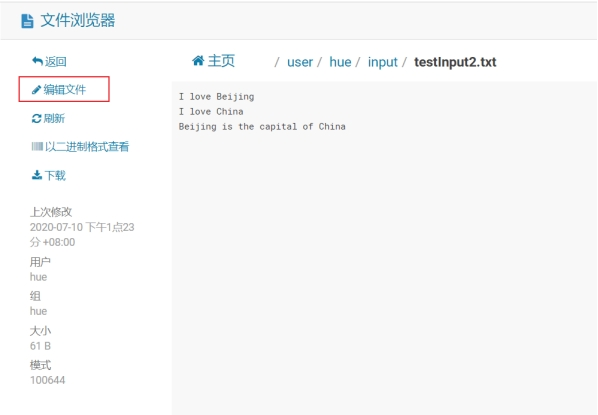 文件浏览器
返回
编辑文件
刷新
以二进制格式查看
下载
上次修改
2020-07-10 下午1点23
分 +08:00
用户
hue
组
hue
大小
61 B
模式
100644
主页 / user / hue / input / testInput2.txt
I love Beijing
I love China
Beijing is the capital of China